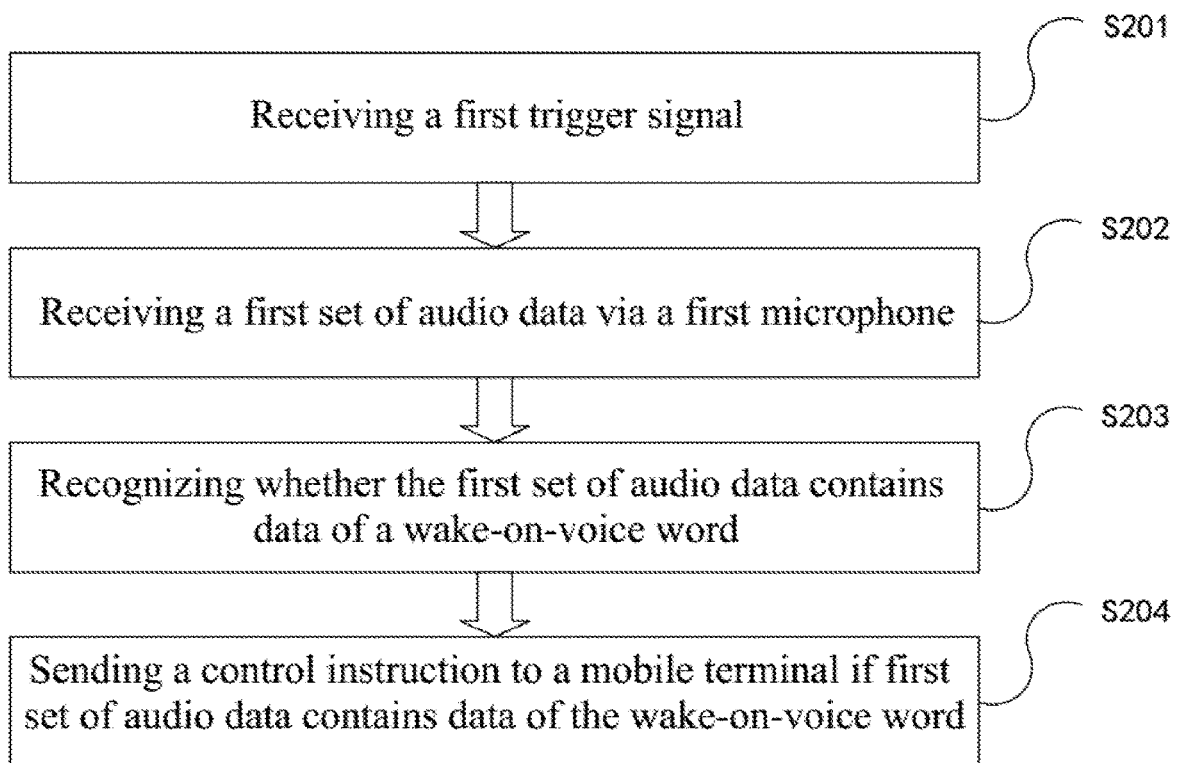 S201
Receiving a first trigger signal
S202
Receiving a first set of audio data via a first microphone
S203
Recognizing whether the first set of audio data contains
data of a wake-on-voice word
S204
Sending a control instruction to a mobile terminal if first
set of audio data contains data of the wake-on-voice word